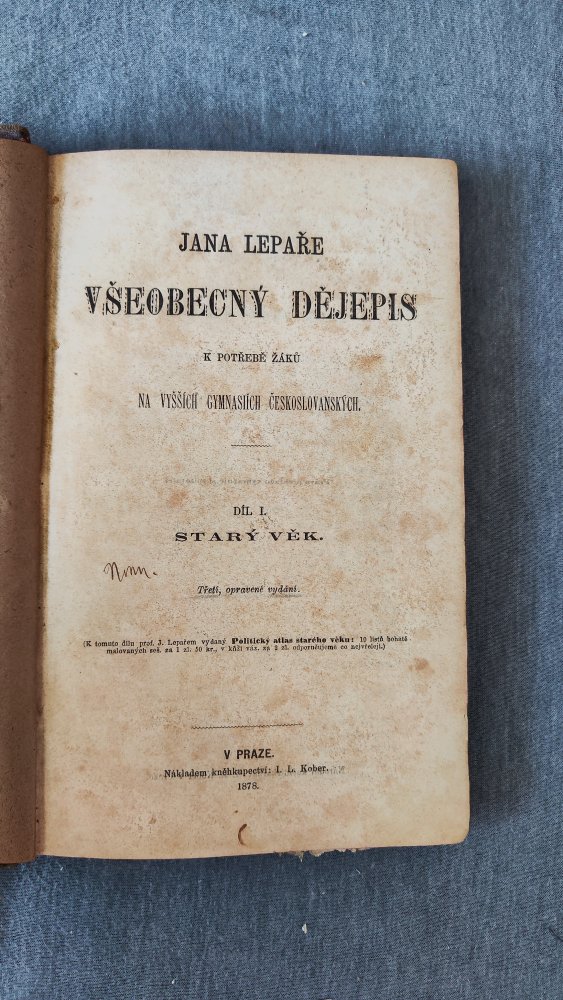 JANA LEPAŘE
VŠEOBECNÝ DĚJEPIS
K POTŘEBĚ ŽÁKŮ
NA VYŠŠÍCH GYMNASIÍCH ČESKOSLOVANSKÝCH.
DÍL I.
STARÝ VĚK.
Třetí, opravené vydání.
(K tomuto dílu prof. J. Lepařem vydaný Politický atlas starého věku: 10 listů bohatě
malovaných seš. za 1 zl. 50 kr., v kůži váz. za 2 zl. odporučujeme co nejvřeleji.)
V PRAZE.
Nákladem kněhkupectví: I. L. Kober.
1878.